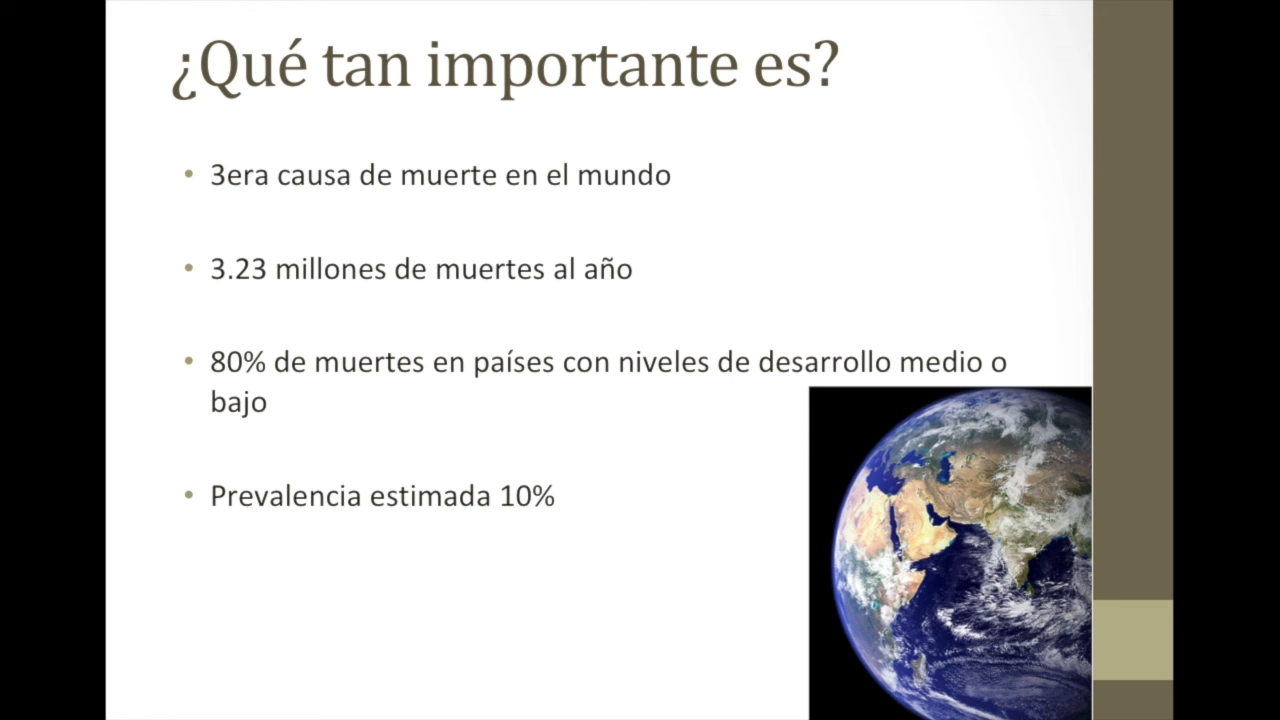 ¿Qué tan importante es?
• 3era causa de muerte en el mundo
• 3.23 millones de muertes al año
• 80% de muertes en países con niveles de desarrollo medio o
bajo
• Prevalencia estimada 10%